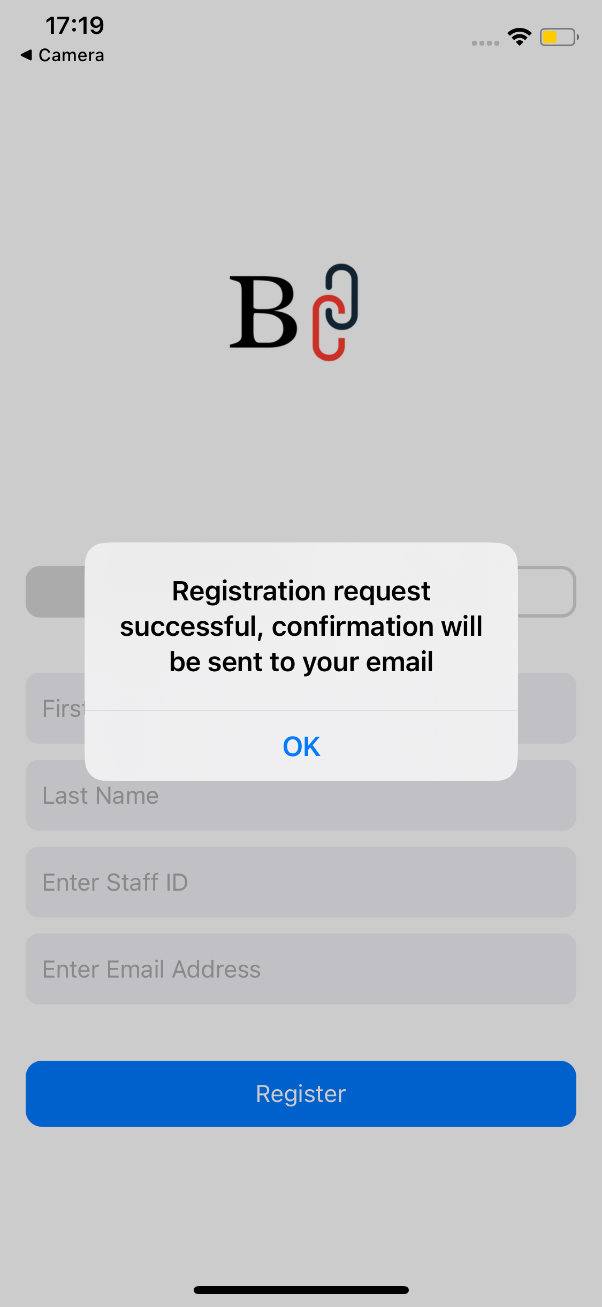 17:19
◀ Camera
B
Registration request
successful, confirmation will
be sent to your email
OK
Last Name
Enter Staff ID
Enter Email Address
Register